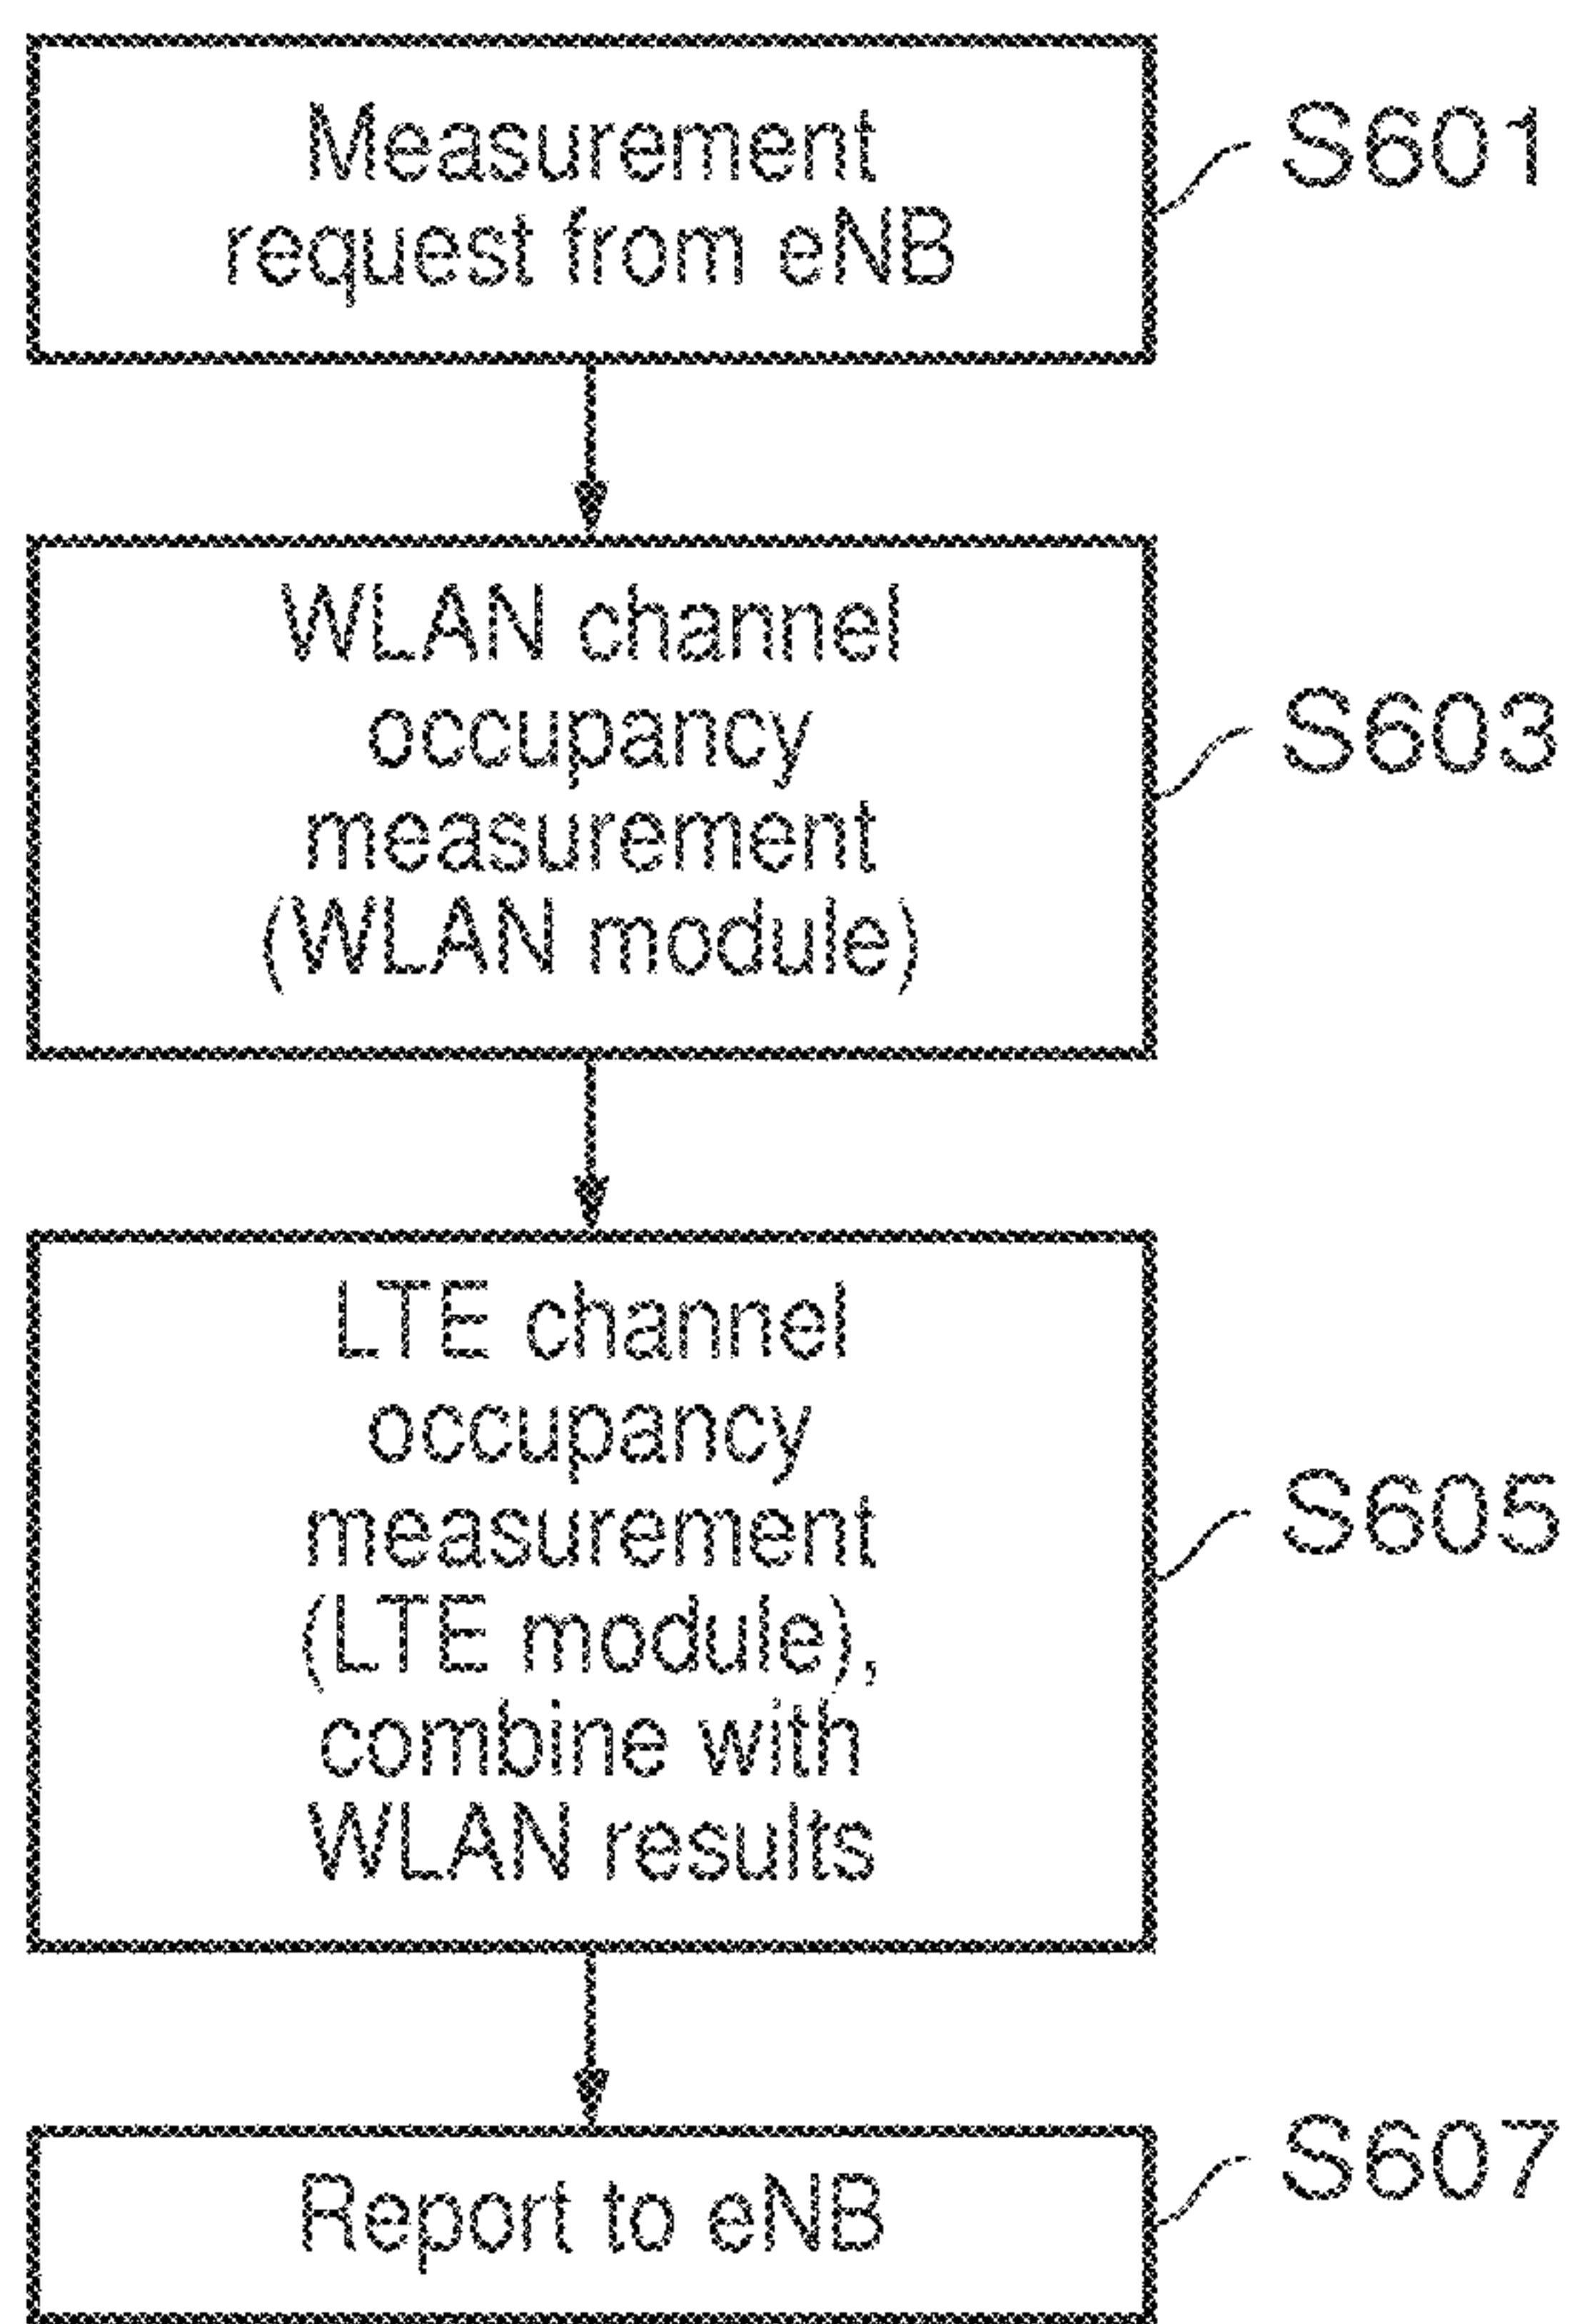 Measurement
request from eNB
S601
WLAN channel
occupancy
measurement
(WLAN module)
S603
LTE channel
occupancy
measurement
(LTE module),
combine with
WLAN results
S605
Report to eNB
S607